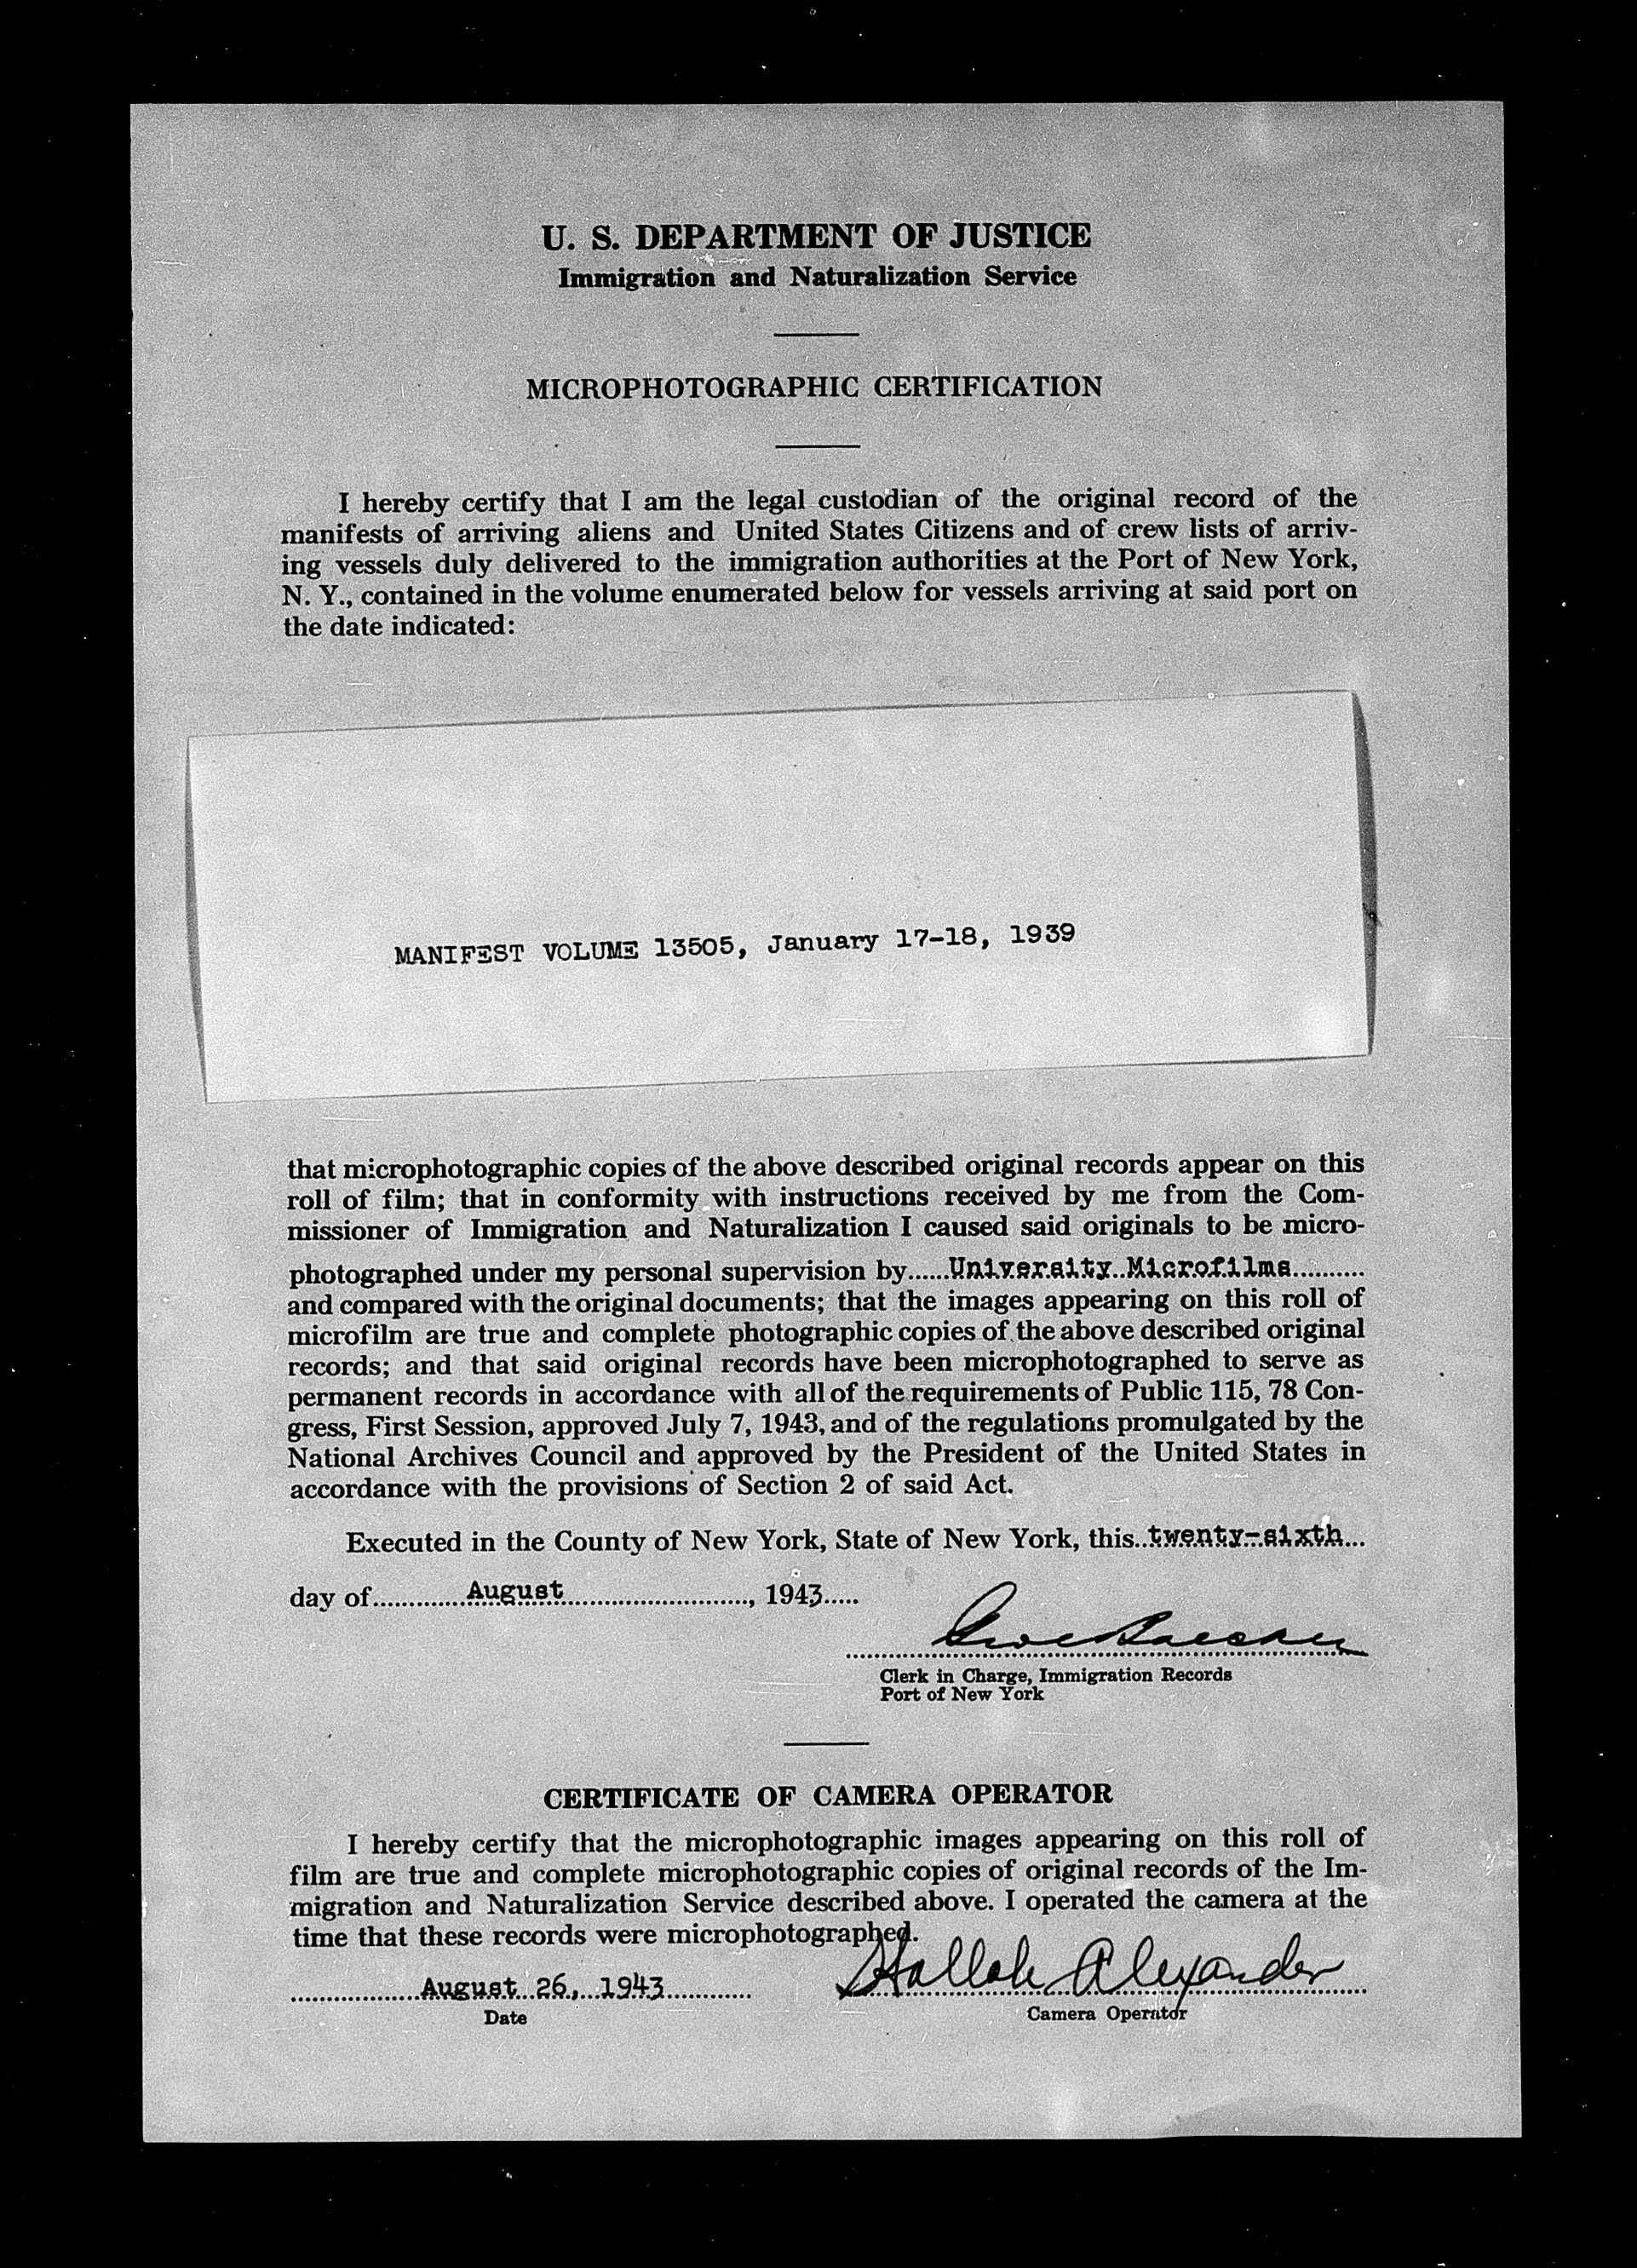 U. S. DEPARTMENT OF JUSTICE
Immigration and Naturalization Service
MICROPHOTOGRAPHIC CERTIFICATION
I hereby certify that I am the legal custodian of the original record of the
manifests of arriving aliens and United States Citizens and of crew lists of arriv-
ing vessels duly delivered to the immigration authorities at the Port of New York,
N. Y., contained in the volume enumerated below for vessels arriving at said port on
the date indicated:
MANIFEST VOLUME 13505, January 17-18, 1939
that microphotographic copies of the above described original records appear on this
roll of film; that in conformity with instructions received by me from the Com-
missioner of Immigration and Naturalization I caused said originals to be micro-
photographed under my personal supervision by......University Microfilms..........
and compared with the original documents; that the images appearing on this roll of
microfilm are true and complete photographic copies of the above described original
records; and that said original records have been microphotographed to serve as
permanent records in accordance with all of the requirements of Public 115, 78 Con-
gress, First Session, approved July 7, 1943, and of the regulations promulgated by the
National Archives Council and approved by the President of the United States in
accordance with the provisions of Section 2 of said Act.
Executed in the County of New York, State of New York, this..twenty-sixth...
day of.............August............................., 1943.....
Clerk in Charge, Immigration Records
Port of New York
CERTIFICATE OF CAMERA OPERATOR
I hereby certify that the microphotographic images appearing on this roll of
film are true and complete microphotographic copies of original records of the Im-
migration and Naturalization Service described above. I operated the camera at the
time that these records were microphotographed.
..................August 26, 1943............ Alexander
Date Camera Operator